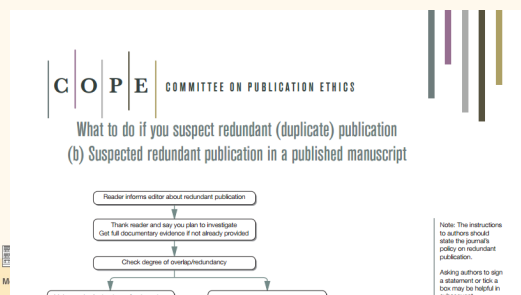 COPE COMMITTEE ON PUBLICATION ETHICS
What to do if you suspect redundant (duplicate) publication
(b) Suspected redundant publication in a published manuscript
Reader informs editor about redundant publication
Thank reader and say you plan to investigate
Get full documentary evidence if not already provided
Check degree of overlap/redundancy
Note: The instructions
to authors should
state the journal's
policy on redundant
publication.
Asking authors to sign
a statement or tick a
box may be helpful in